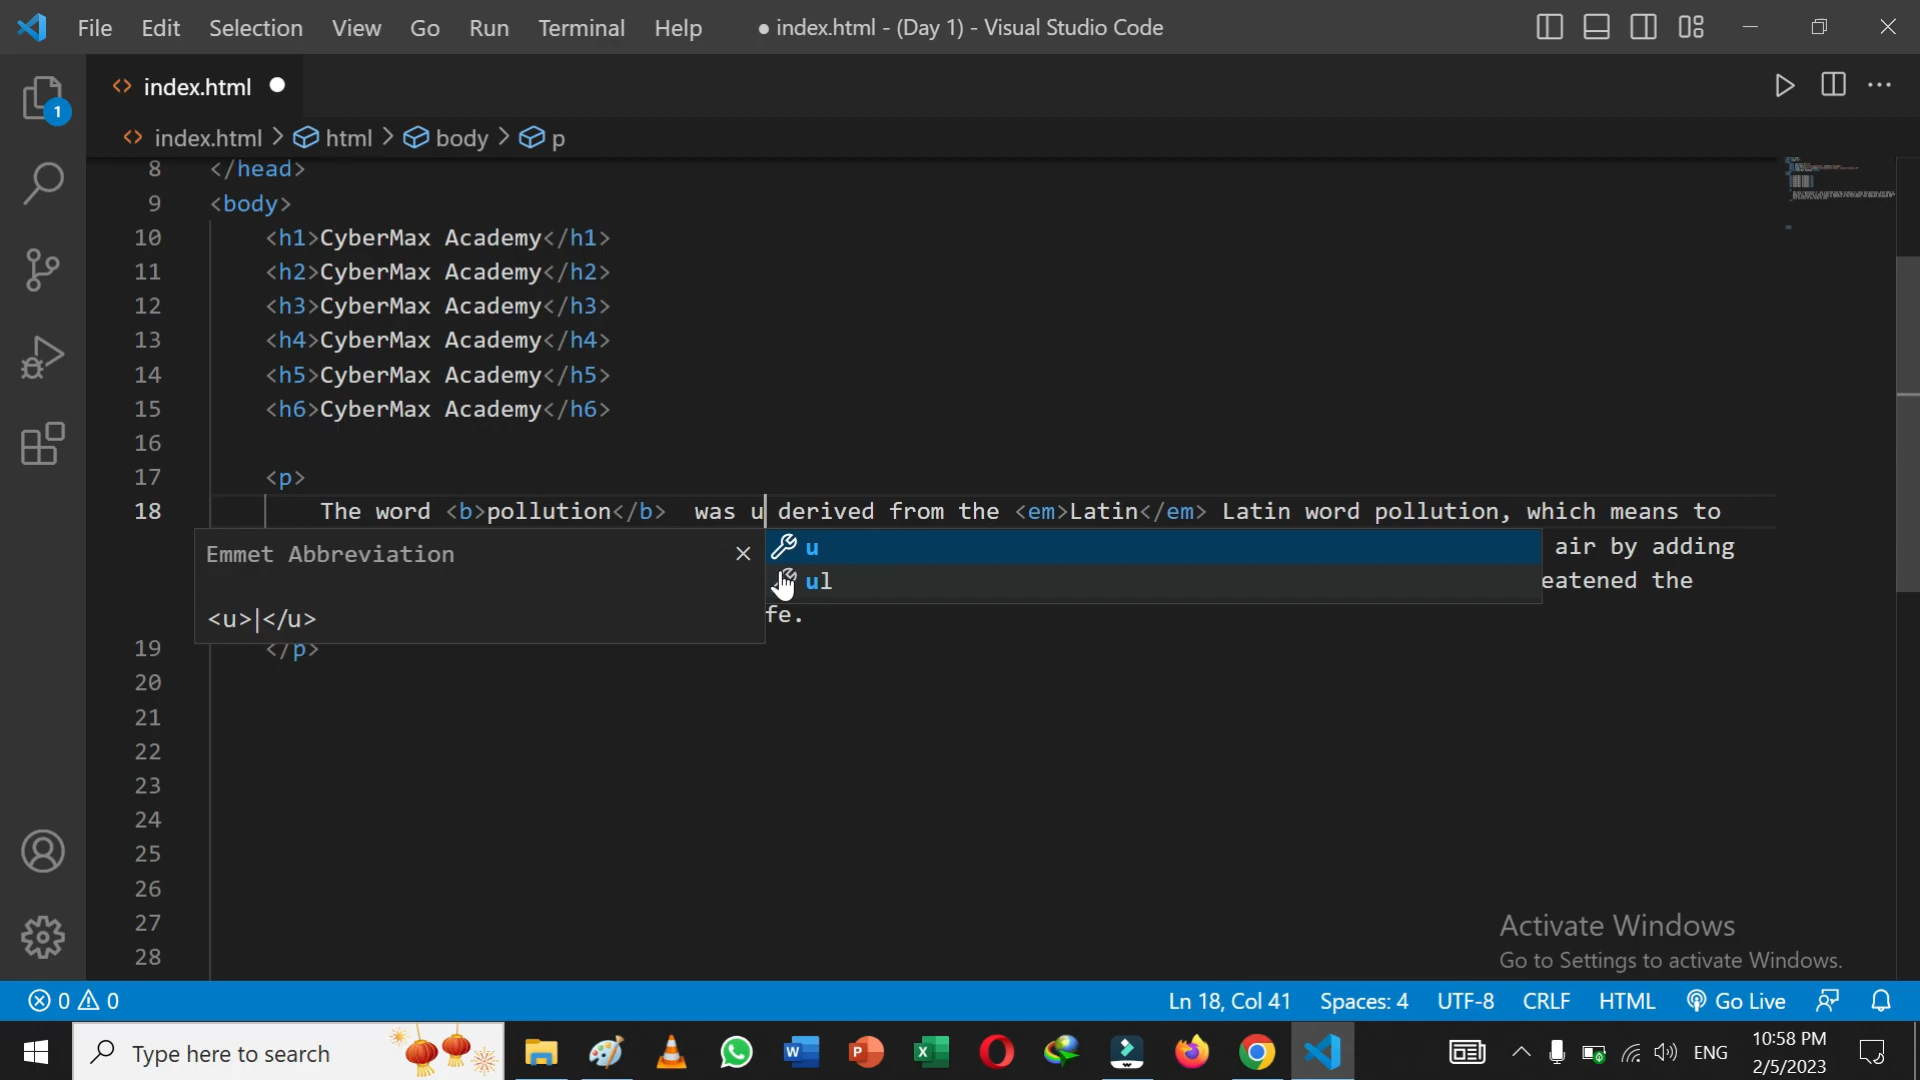 File Edit Selection View Go Run Terminal Help ● index.html - (Day 1) - Visual Studio Code
<> index.html ●
<> index.html > html > body > p
1
8 </head>
9 <body>
10 <h1>CyberMax Academy</h1>
11 <h2>CyberMax Academy</h2>
12 <h3>CyberMax Academy</h3>
13 <h4>CyberMax Academy</h4>
14 <h5>CyberMax Academy</h5>
15 <h6>CyberMax Academy</h6>
16
17 <p>
18 The word <b>pollution</b>  was u derived from the <em>Latin</em> Latin word pollution, which means to
Emmet Abbreviation × u air by adding
ul eatened the
<u>|</u> fe.
19 </p>
20
21
22
23
24
25
26
27
28
Activate Windows
Go to Settings to activate Windows.
0 0 Ln 18, Col 41 Spaces: 4 UTF-8 CRLF HTML Go Live
Type here to search ENG 10:58 PM
2/5/2023